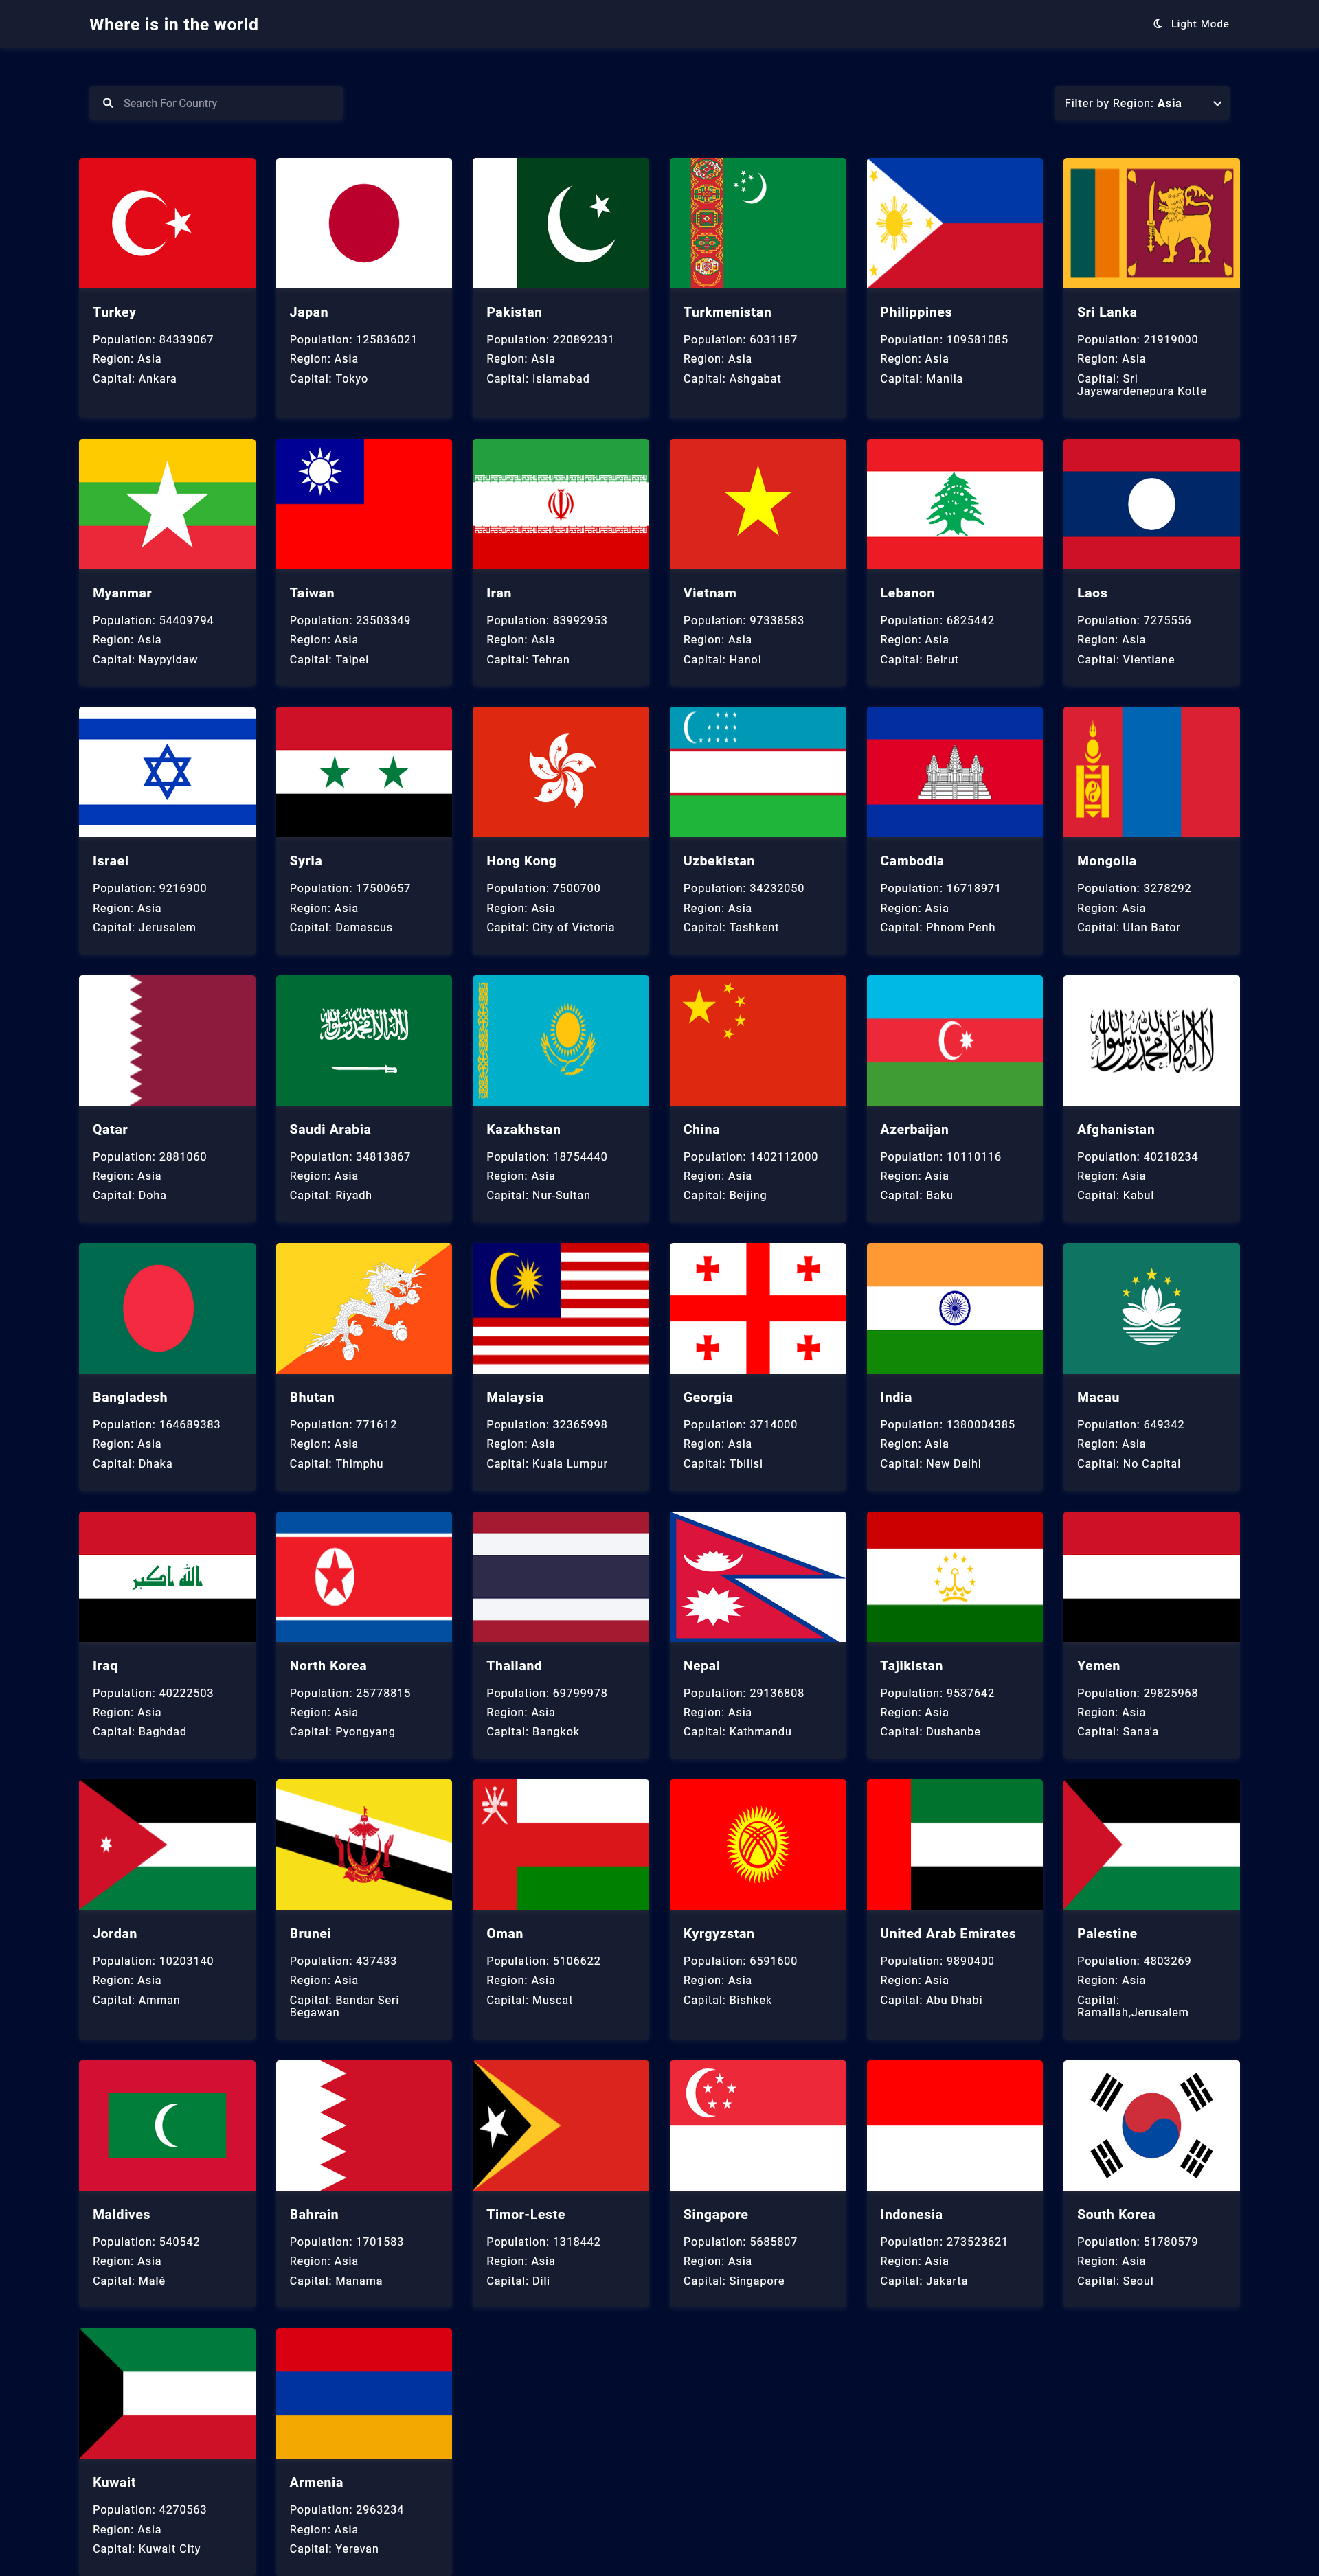 Where is in the world
Light Mode
Search For Country
Filter by Region: Asia
Turkey
Population: 84339067
Region: Asia
Capital: Ankara
Japan
Population: 125836021
Region: Asia
Capital: Tokyo
Pakistan
Population: 220892331
Region: Asia
Capital: Islamabad
Turkmenistan
Population: 6031187
Region: Asia
Capital: Ashgabat
Philippines
Population: 109581085
Region: Asia
Capital: Manila
Sri Lanka
Population: 21919000
Region: Asia
Capital: Sri
Jayawardenepura Kotte
Myanmar
Population: 54409794
Region: Asia
Capital: Naypyidaw
Taiwan
Population: 23503349
Region: Asia
Capital: Taipei
Iran
Population: 83992953
Region: Asia
Capital: Tehran
Vietnam
Population: 97338583
Region: Asia
Capital: Hanoi
Lebanon
Population: 6825442
Region: Asia
Capital: Beirut
Laos
Population: 7275556
Region: Asia
Capital: Vientiane
Israel
Population: 9216900
Region: Asia
Capital: Jerusalem
Syria
Population: 17500657
Region: Asia
Capital: Damascus
Hong Kong
Population: 7500700
Region: Asia
Capital: City of Victoria
Uzbekistan
Population: 34232050
Region: Asia
Capital: Tashkent
Cambodia
Population: 16718971
Region: Asia
Capital: Phnom Penh
Mongolia
Population: 3278292
Region: Asia
Capital: Ulan Bator
Qatar
Population: 2881060
Region: Asia
Capital: Doha
Saudi Arabia
Population: 34813867
Region: Asia
Capital: Riyadh
Kazakhstan
Population: 18754440
Region: Asia
Capital: Nur-Sultan
China
Population: 1402112000
Region: Asia
Capital: Beijing
Azerbaijan
Population: 10110116
Region: Asia
Capital: Baku
Afghanistan
Population: 40218234
Region: Asia
Capital: Kabul
Bangladesh
Population: 164689383
Region: Asia
Capital: Dhaka
Bhutan
Population: 771612
Region: Asia
Capital: Thimphu
Malaysia
Population: 32365998
Region: Asia
Capital: Kuala Lumpur
Georgia
Population: 3714000
Region: Asia
Capital: Tbilisi
India
Population: 1380004385
Region: Asia
Capital: New Delhi
Macau
Population: 649342
Region: Asia
Capital: No Capital
الله اكبر
Iraq
Population: 40222503
Region: Asia
Capital: Baghdad
North Korea
Population: 25778815
Region: Asia
Capital: Pyongyang
Thailand
Population: 69799978
Region: Asia
Capital: Bangkok
Nepal
Population: 29136808
Region: Asia
Capital: Kathmandu
Tajikistan
Population: 9537642
Region: Asia
Capital: Dushanbe
Yemen
Population: 29825968
Region: Asia
Capital: Sana'a
Jordan
Population: 10203140
Region: Asia
Capital: Amman
Brunei
Population: 437483
Region: Asia
Capital: Bandar Seri
Begawan
Oman
Population: 5106622
Region: Asia
Capital: Muscat
Kyrgyzstan
Population: 6591600
Region: Asia
Capital: Bishkek
United Arab Emirates
Population: 9890400
Region: Asia
Capital: Abu Dhabi
Palestine
Population: 4803269
Region: Asia
Capital:
Ramallah,Jerusalem
Maldives
Population: 540542
Region: Asia
Capital: Malé
Bahrain
Population: 1701583
Region: Asia
Capital: Manama
Timor-Leste
Population: 1318442
Region: Asia
Capital: Dili
Singapore
Population: 5685807
Region: Asia
Capital: Singapore
Indonesia
Population: 273523621
Region: Asia
Capital: Jakarta
South Korea
Population: 51780579
Region: Asia
Capital: Seoul
Kuwait
Population: 4270563
Region: Asia
Capital: Kuwait City
Armenia
Population: 2963234
Region: Asia
Capital: Yerevan